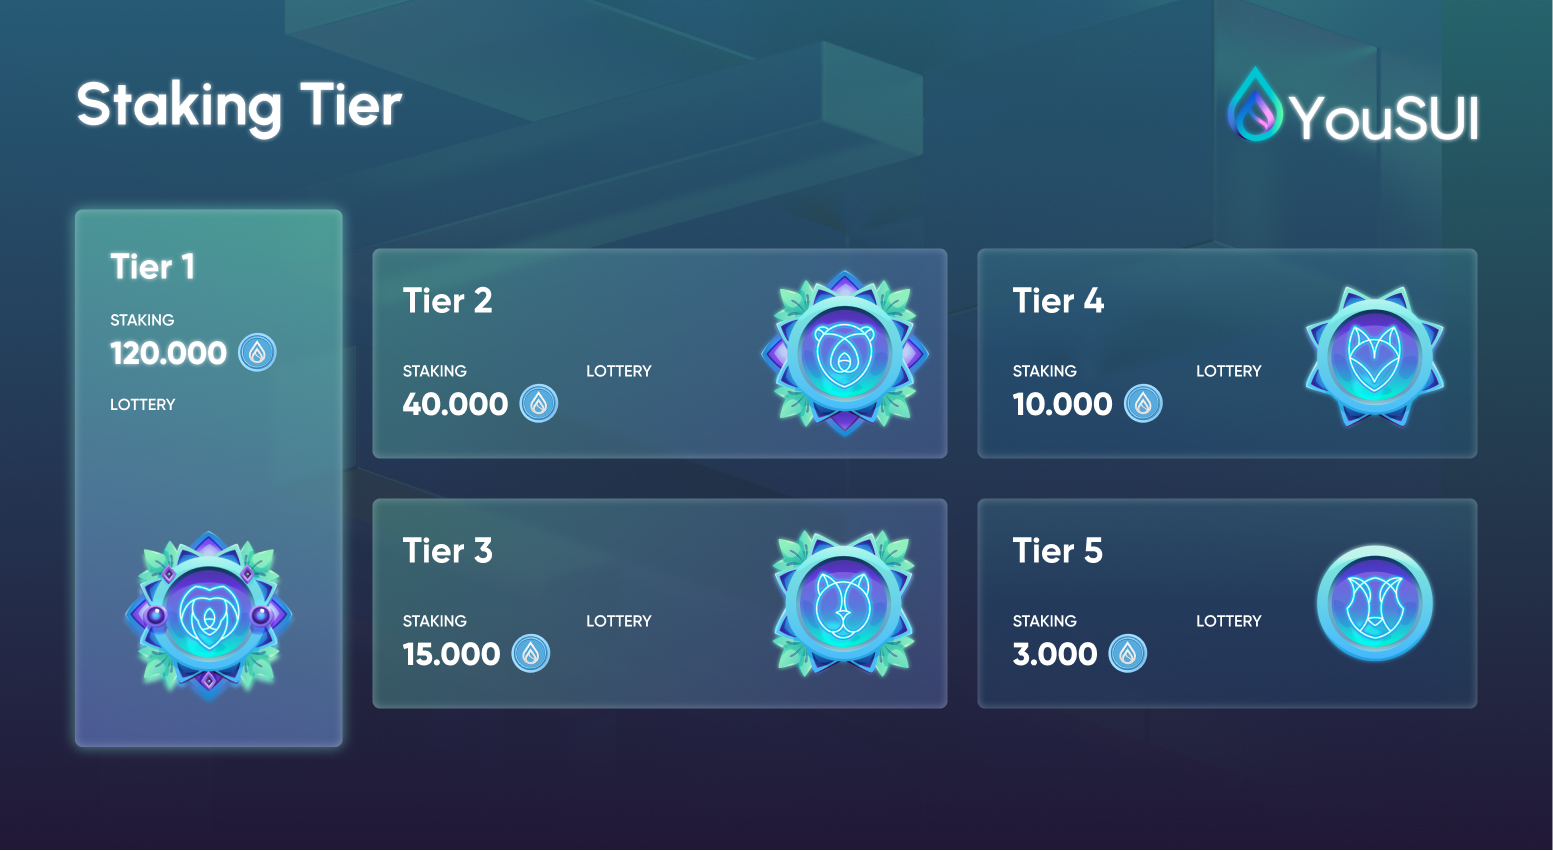 Staking Tier
YouSUI
Tier 1
STAKING
120.000
LOTTERY
Tier 2
STAKING
LOTTERY
40.000
Tier 3
STAKING
LOTTERY
15.000
Tier 4
STAKING
LOTTERY
10.000
Tier 5
STAKING
LOTTERY
3.000